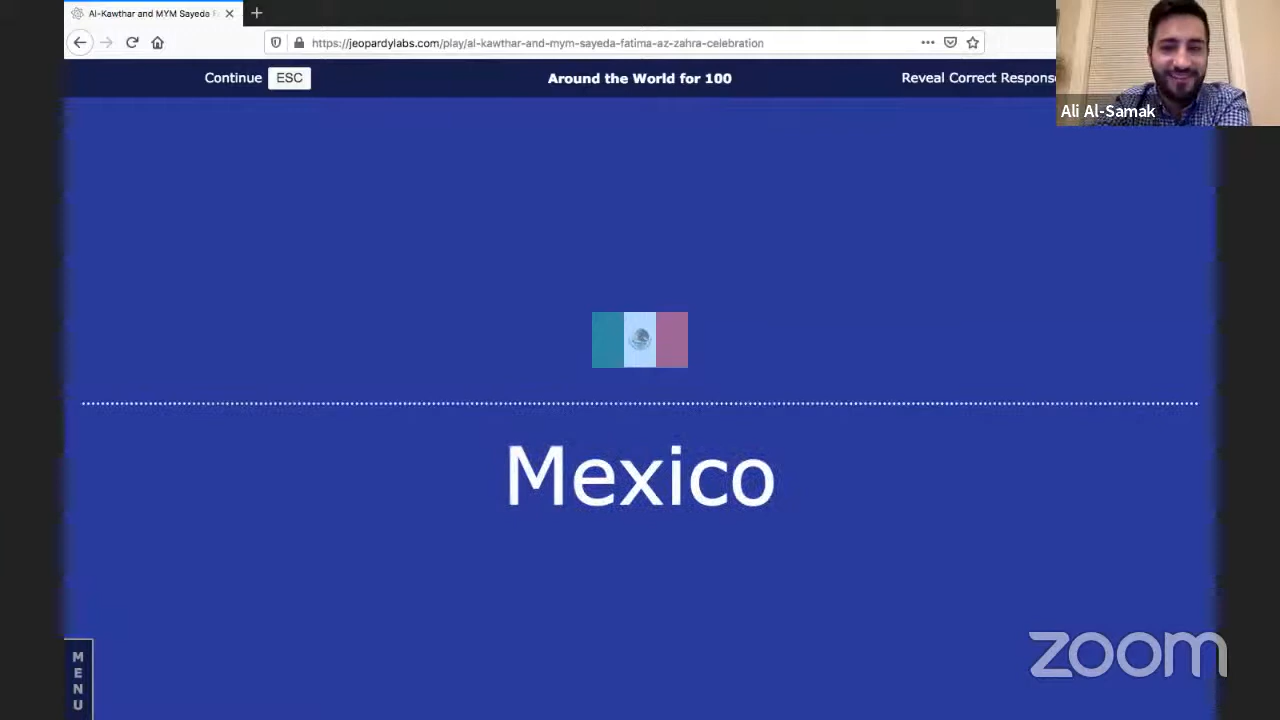 Al-Kawthar and MYM Sayeda
https://jeopardylabs.com/play/al-kawthar-and-mym-sayeda-fatima-az-zahra-celebration
Continue ESC Around the World for 100 Reveal Correct Response
Ali Al-Samak
Mexico
MENU
zoom